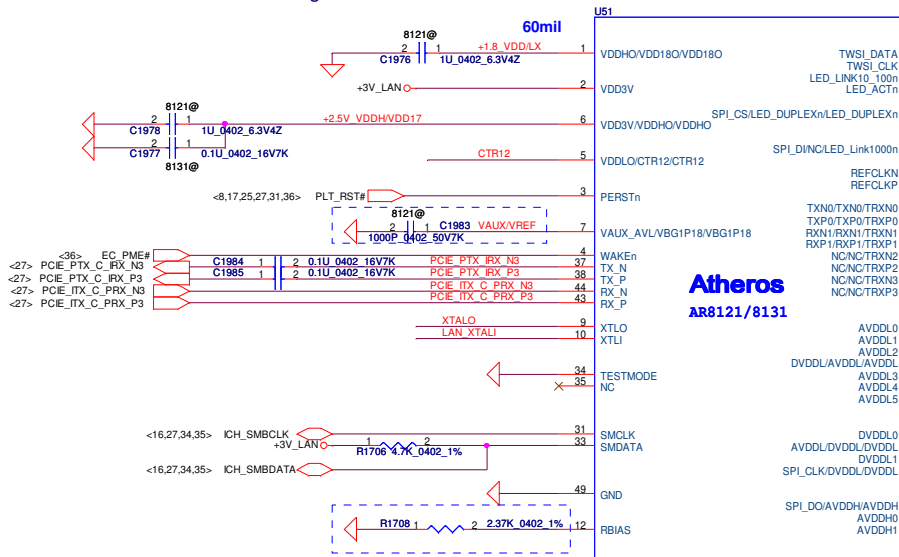 U51
60mil
8121@
2 1 +1.8_VDD/LX 1 VDDHO/VDD18O/VDD18O TWSI_DATA
C1976 1U_0402_6.3V4Z
TWSI_CLK
LED_LINK10_100n
+3V_LAN 2 VDD3V LED_ACTn
8121@
2 1 +2.5V_VDDH/VDD17 6 VDD3V/VDDHO/VDDHO SPI_CS/LED_DUPLEXn/LED_DUPLEXn
C1978 1U_0402_6.3V4Z
2 1
C1977 0.1U_0402_16V7K
8131@
CTR12 5 VDDLO/CTR12/CTR12 SPI_DI/NC/LED_Link1000n
REFCLKN
REFCLKP
<8,17,25,27,31,36> PLT_RST# 3 PERSTn
TXN0/TXN0/TRXN0
8121@
TXP0/TXP0/TRXP0
2 1 C1983 VAUX/VREF 7 VAUX_AVL/VBG1P18/VBG1P18 RXN1/RXN1/TRXN1
1000P_0402_50V7K
RXP1/RXP1/TRXP1
<36> EC_PME# 4 WAKEn NC/NC/TRXN2
<27> PCIE_PTX_C_IRX_N3 C1984 1 2 0.1U_0402_16V7K PCIE_PTX_IRX_N3 37 TX_N NC/NC/TRXP2
<27> PCIE_PTX_C_IRX_P3 C1985 1 2 0.1U_0402_16V7K PCIE_PTX_IRX_P3 38 TX_P NC/NC/TRXN3
<27> PCIE_ITX_C_PRX_N3 PCIE_ITX_C_PRX_N3 44 RX_N NC/NC/TRXP3
<27> PCIE_ITX_C_PRX_P3 PCIE_ITX_C_PRX_P3 43 RX_P
Atheros
AR8121/8131
XTALO 9 XTLO AVDDL0
LAN_XTALI 10 XTLI AVDDL1
AVDDL2
DVDDL/AVDDL/AVDDL
34 TESTMODE AVDDL3
35 NC AVDDL4
AVDDL5
<16,27,34,35> ICH_SMBCLK 31 SMCLK DVDDL0
+3V_LAN 1 2 33 SMDATA AVDDL/DVDDL/DVDDL
R1706 4.7K_0402_1%
DVDDL1
<16,27,34,35> ICH_SMBDATA SPI_CLK/DVDDL/DVDDL
49 GND
SPI_DO/AVDDH/AVDDH
AVDDH0
R1708 1 2 2.37K_0402_1% 12 RBIAS AVDDH1